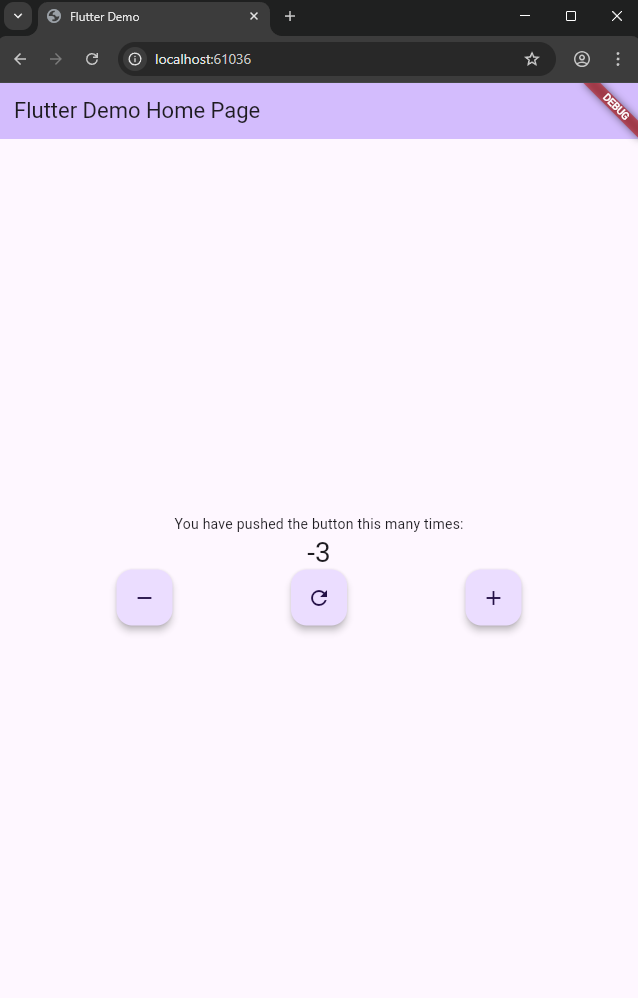 Flutter Demo
localhost:61036
Flutter Demo Home Page
DEBUG
You have pushed the button this many times:
-3